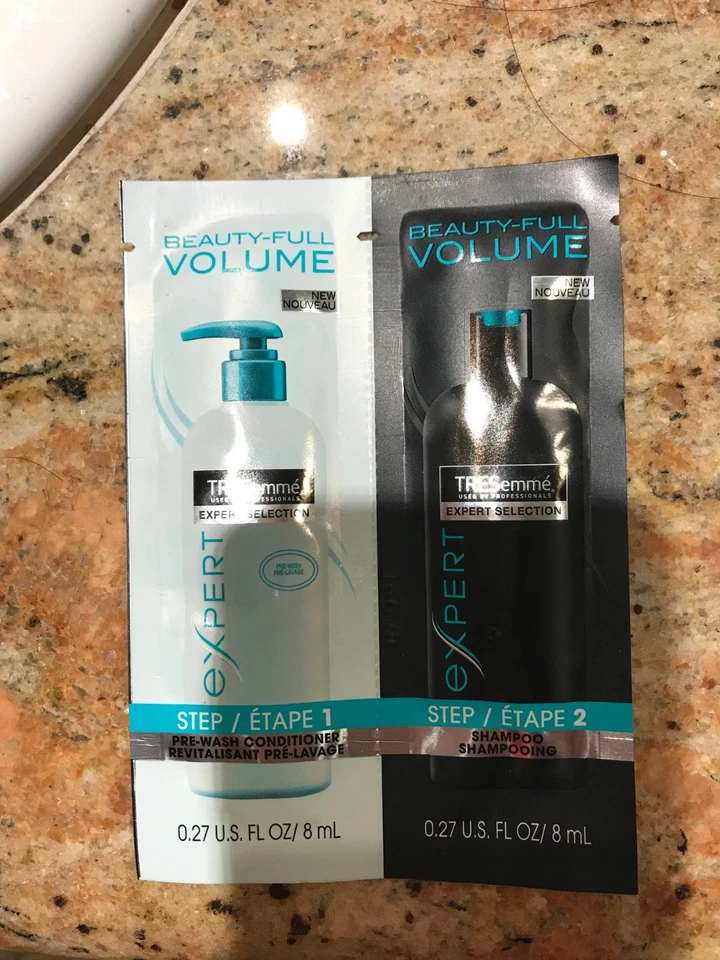 BEAUTY-FULL
VOLUME
NEW
NOUVEAU
TRESemmé
USED BY PROFESSIONALS
EXPERT SELECTION
PRE-WASH
PRÉ-LAVAGE
eXPERT
STEP / ÉTAPE 1
PRE-WASH CONDITIONER
REVITALISANT PRÉ-LAVAGE
0.27 U.S. FL OZ/ 8 mL
BEAUTY-FULL
VOLUME
NEW
NOUVEAU
TRESemmé
USED BY PROFESSIONALS
EXPERT SELECTION
eXPERT
STEP / ÉTAPE 2
SHAMPOO
SHAMPOOING
0.27 U.S. FL OZ/ 8 mL